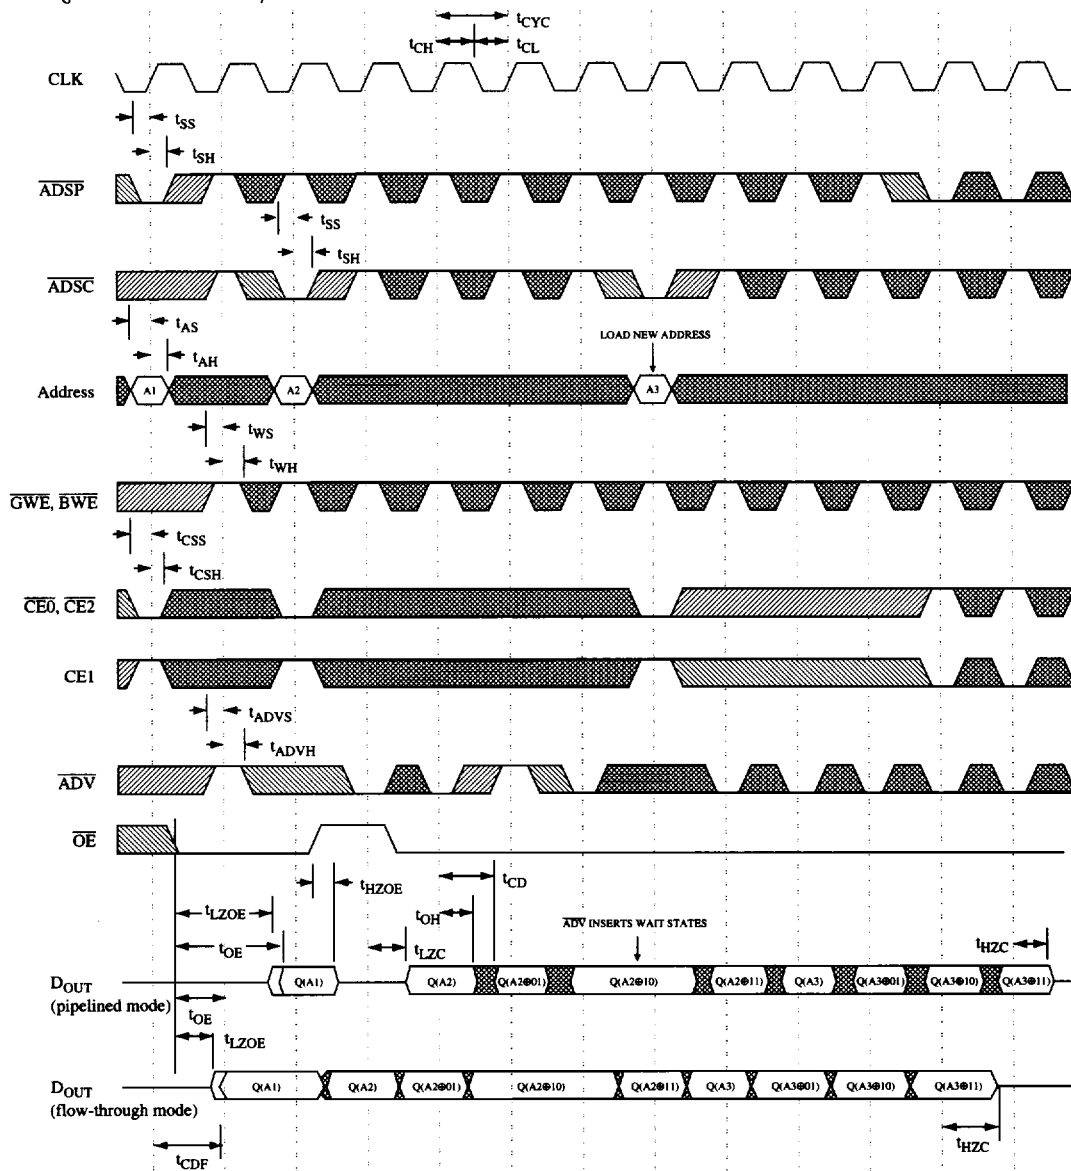 tCYC
tCH tCL
CLK
tSS
tSH
ADSP
tSS
tSH
ADSC
tAS
LOAD NEW ADDRESS
tAH
Address A1 A2 A3
tWS
tWH
GWE, BWE
tCSS
tCSH
CE0, CE2
CE1
tADVS
tADVH
ADV
OE
tHZOE tCD
tLZOE
tOH
ADV INSERTS WAIT STATES
tOE tLZC tHZC
DOUT Q(A1) Q(A2) Q(A2⊕01) Q(A2⊕10) Q(A2⊕11) Q(A3) Q(A3⊕01) Q(A3⊕10) Q(A3⊕11)
(pipelined mode)
tOE
tLZOE
DOUT Q(A1) Q(A2) Q(A2⊕01) Q(A2⊕10) Q(A2⊕11) Q(A3) Q(A3⊕01) Q(A3⊕10) Q(A3⊕11)
(flow-through mode)
tHZC
tCDF